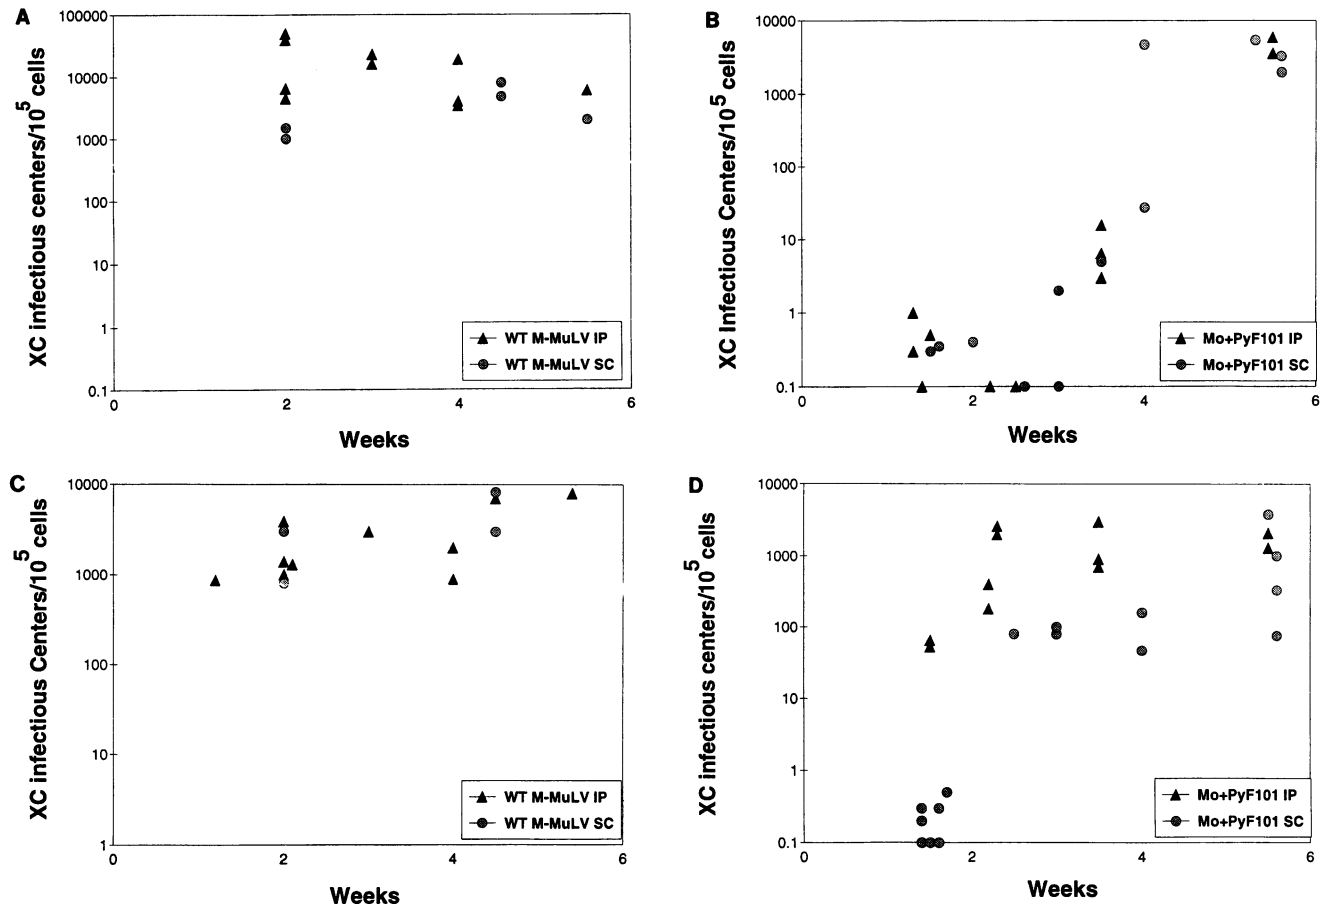 A
XC infectious centers/10^5 cells
100000
10000
1000
100
10
1
0.1
0 2 4 6
Weeks
WT M-MuLV IP
WT M-MuLV SC
B
XC Infectious Centers/10^5 cells
100000
10000
1000
100
10
1
0.1
0 2 4 6
Weeks
Mo+PyF101 IP
Mo+PyF101 SC
C
XC infectious Centers/10^5 cells
10000
1000
100
10
1
0 2 4 6
Weeks
WT M-MuLV IP
WT M-MuLV SC
D
XC infectious centers/10^5 cells
10000
1000
100
10
1
0.1
0 2 4 6
Weeks
Mo+PyF101 IP
Mo+PyF101 SC